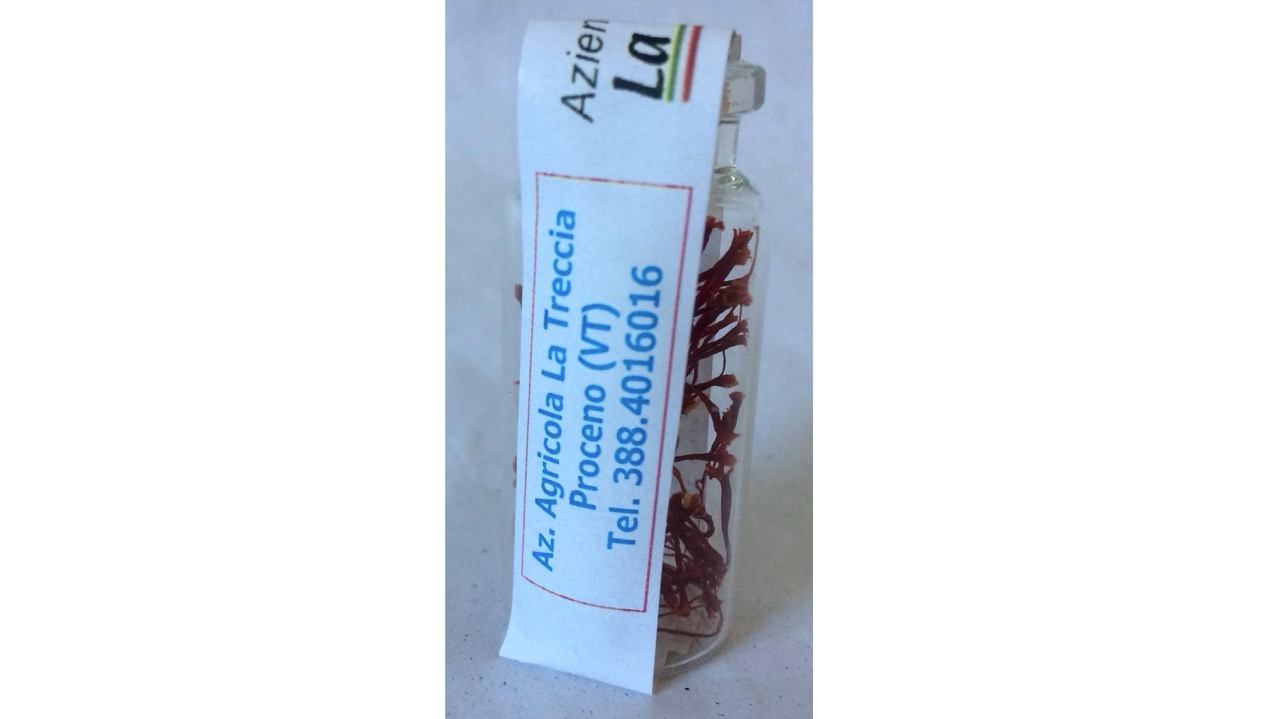 Azien
La
Az. Agricola La Treccia
Proceno (VT)
Tel. 388.4016016